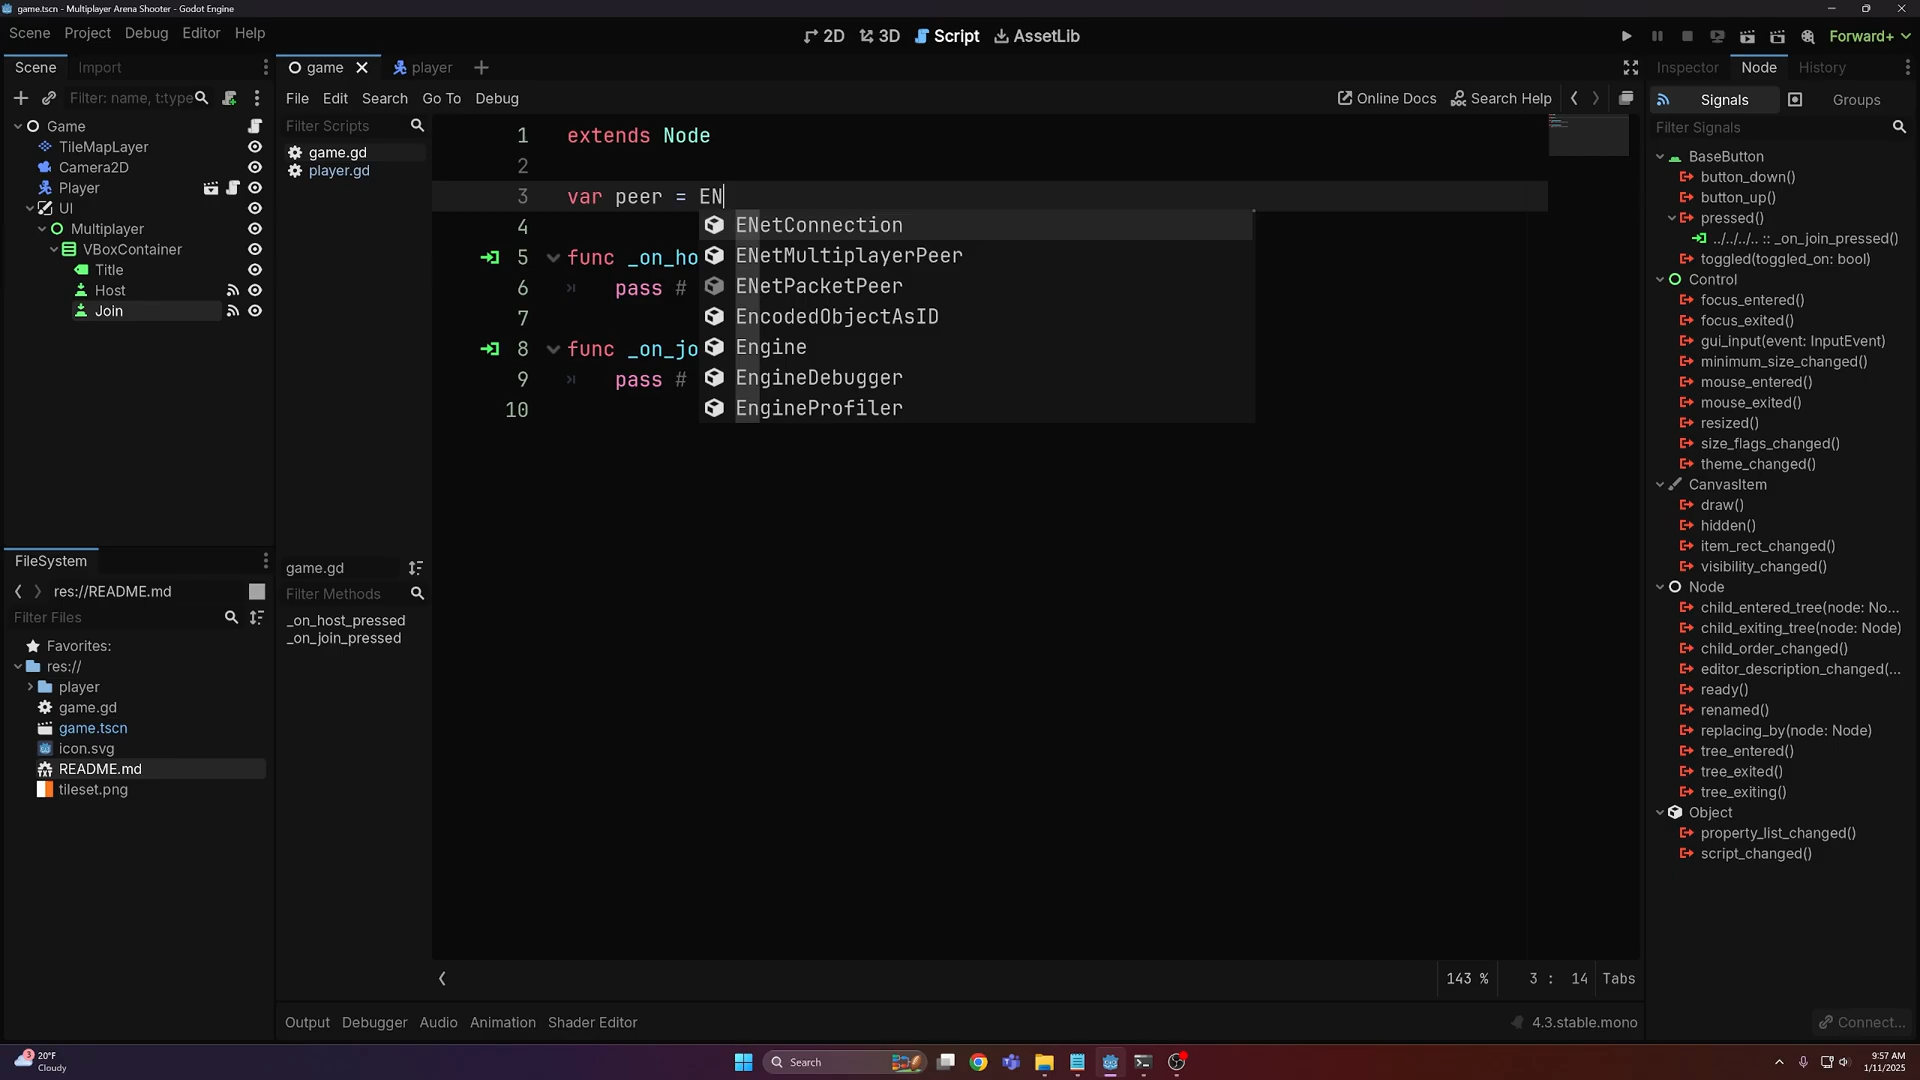 game.tscn - Multiplayer Arena Shooter - Godot Engine
Scene Project Debug Editor Help
2D 3D Script AssetLib
Forward+
Scene Import
Filter: name, t:type
Game
TileMapLayer
Camera2D
Player
UI
Multiplayer
VBoxContainer
Title
Host
Join
FileSystem
res://README.md
Filter Files
Favorites:
res://
player
game.gd
game.tscn
icon.svg
README.md
tileset.png
game player
File Edit Search Go To Debug
Online Docs Search Help
Filter Scripts
game.gd
player.gd
game.gd
Filter Methods
_on_host_pressed
_on_join_pressed
1 extends Node
2
3 var peer = EN
4
5 func _on_ho
6 pass #
7
8 func _on_jo
9 pass #
10
ENetConnection
ENetMultiplayerPeer
ENetPacketPeer
EncodedObjectAsID
Engine
EngineDebugger
EngineProfiler
143 % 3 : 14 Tabs
Output Debugger Audio Animation Shader Editor
4.3.stable.mono
Inspector Node History
Signals Groups
Filter Signals
BaseButton
button_down()
button_up()
pressed()
../../../.. :: _on_join_pressed()
toggled(toggled_on: bool)
Control
focus_entered()
focus_exited()
gui_input(event: InputEvent)
minimum_size_changed()
mouse_entered()
mouse_exited()
resized()
size_flags_changed()
theme_changed()
CanvasItem
draw()
hidden()
item_rect_changed()
visibility_changed()
Node
child_entered_tree(node: No...
child_exiting_tree(node: Node)
child_order_changed()
editor_description_changed(...
ready()
renamed()
replacing_by(node: Node)
tree_entered()
tree_exited()
tree_exiting()
Object
property_list_changed()
script_changed()
Connect...
3
20°F
Cloudy
Search
9:57 AM
1/11/2025